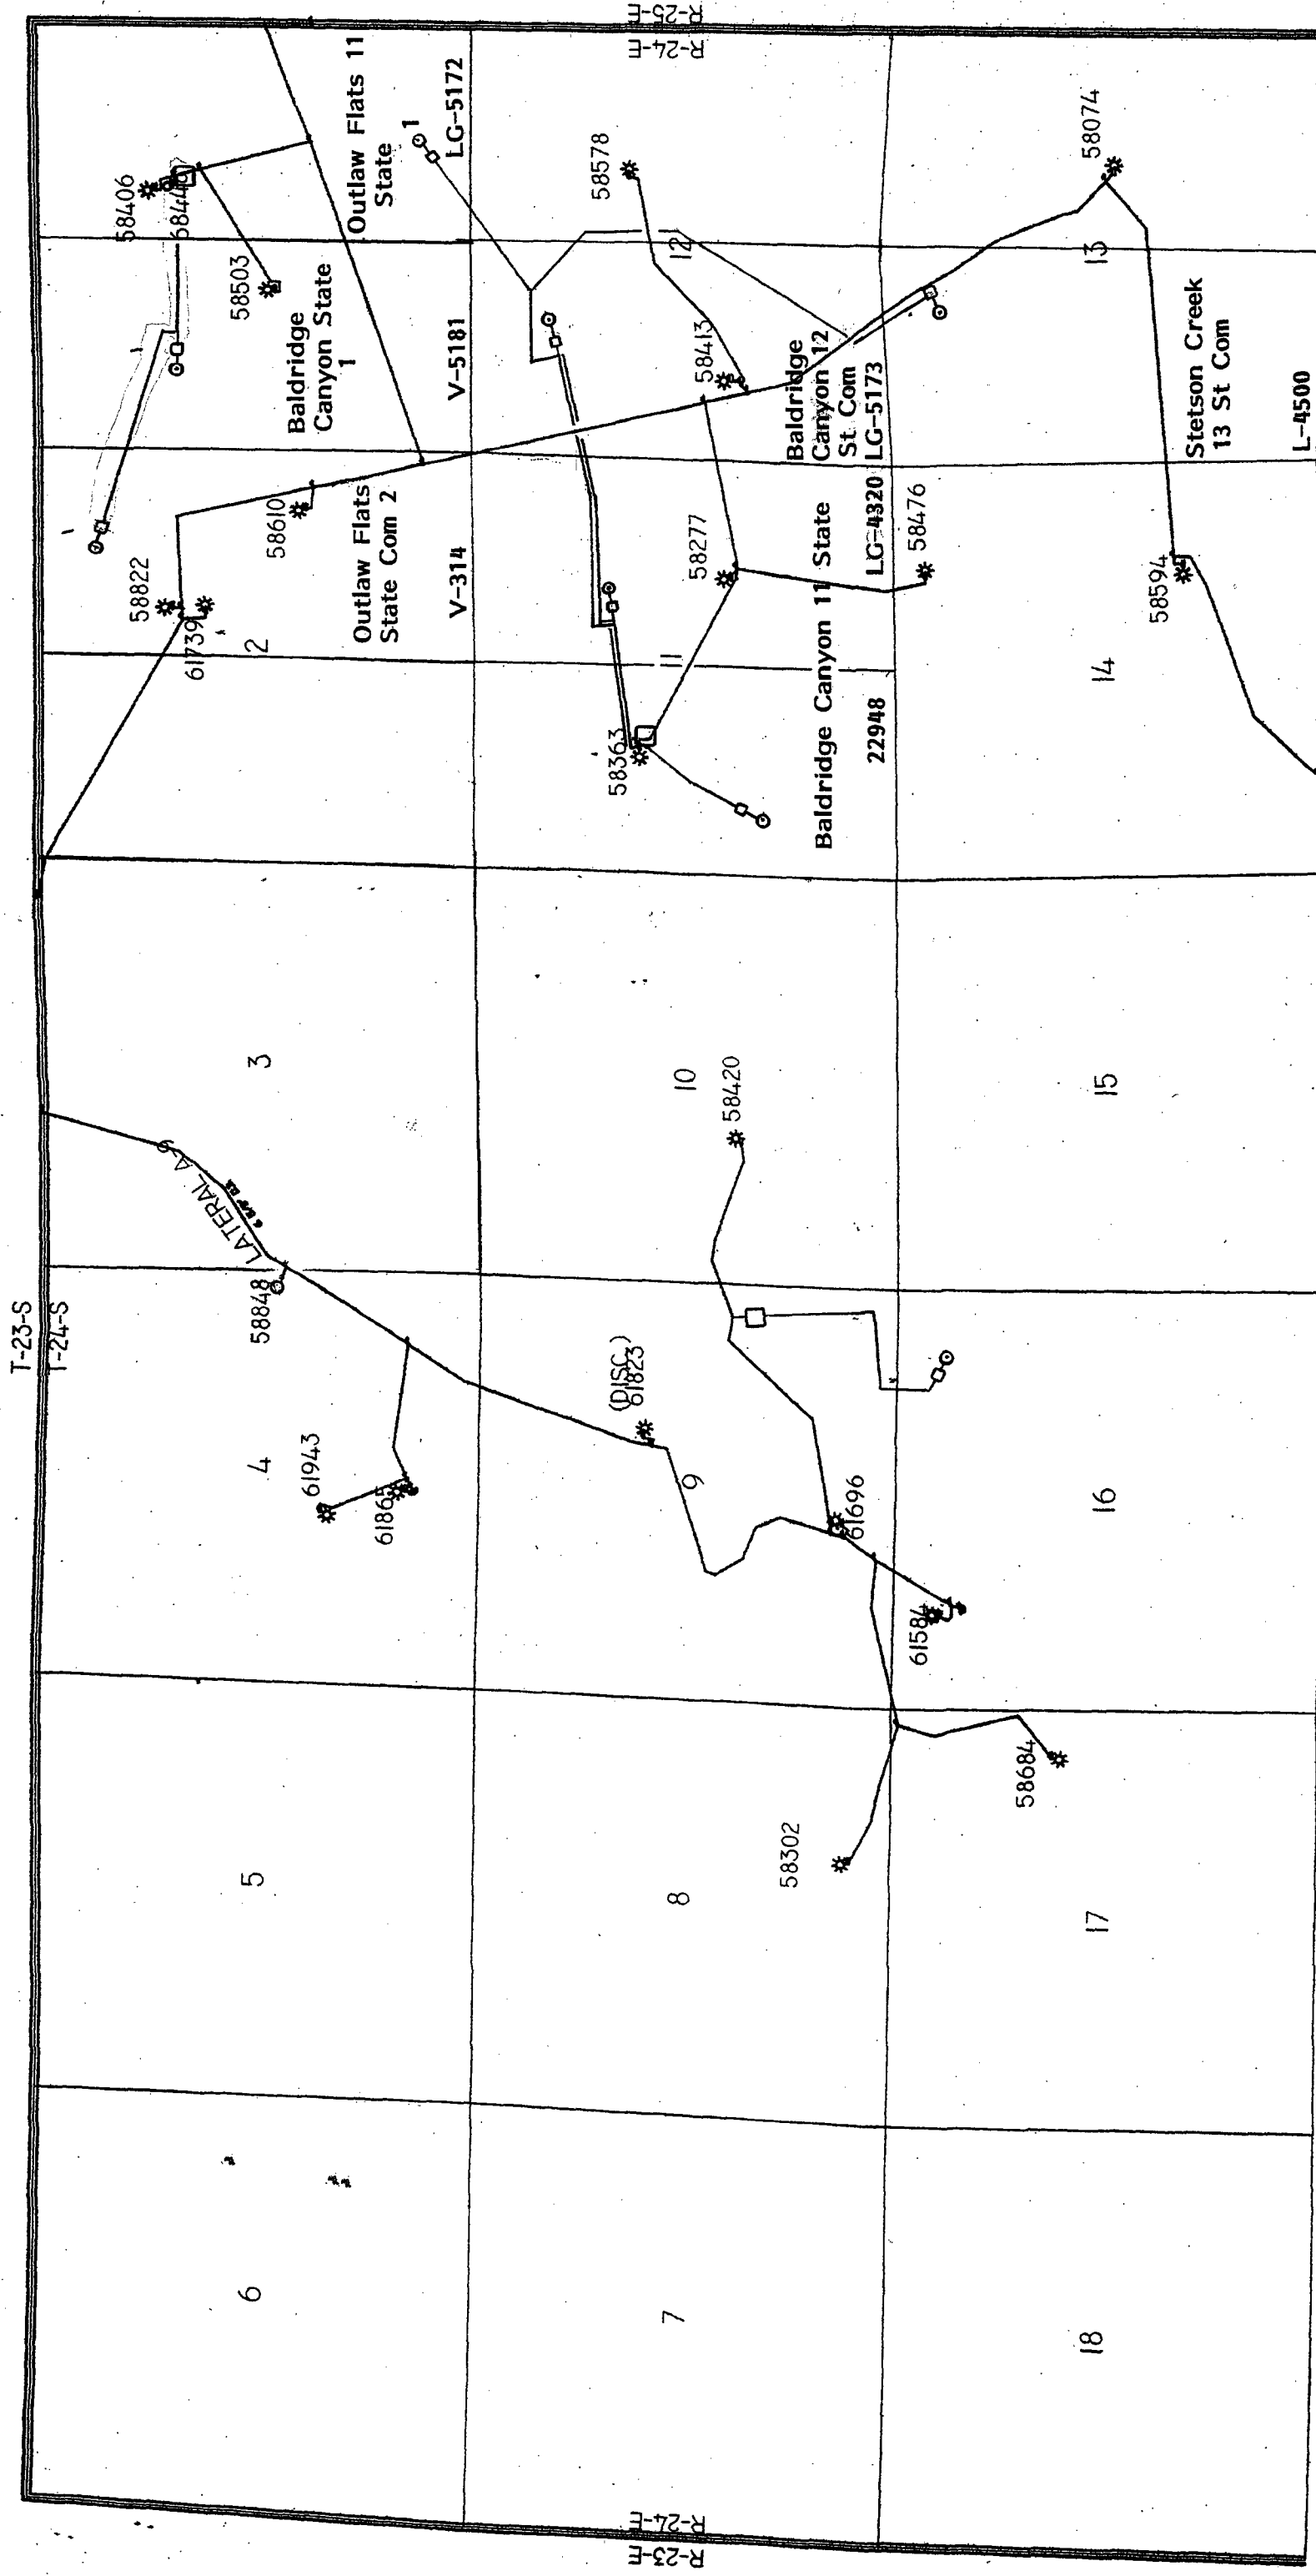 T-23-S
T-24-S
R-23-E
R-24-E
R-24-E
R-25-E
6
5
4
3
2
1
LATERAL A-6
58848
61943
61865
58822
61739
58610
58406
58503
Baldridge
Canyon State
1
Outlaw Flats
State Com 2
V-314
V-5181
Outlaw Flats 11
State
1
LG-5172
7
8
9
10
11
12
(DISC.)
61823
61696
58302
58420
58363
58277
58413
58578
Baldridge Canyon 11 State
22948
LG-4320
Baldridge
Canyon 12
St. Com
LG-5173
18
17
16
15
14
13
58684
61584
58476
58594
58074
Stetson Creek
13 St Com
L-4500